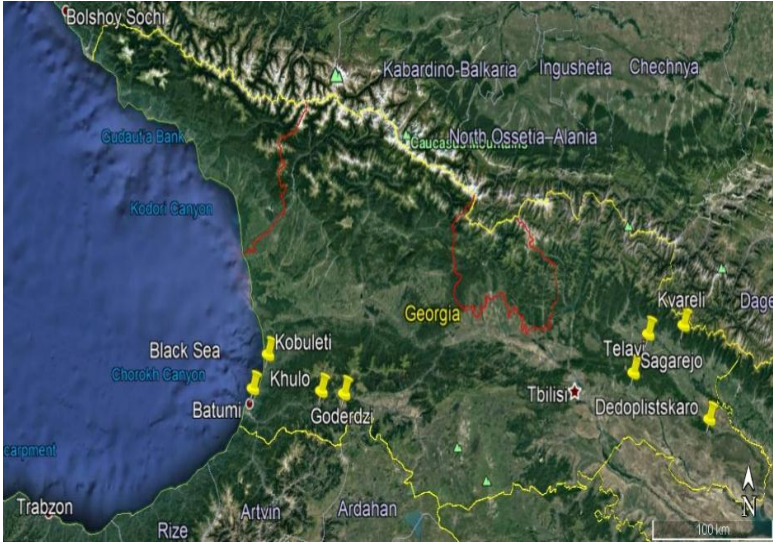 Bolshoy Sochi
Kabardino-Balkaria
Ingushetia
Chechnya
Gudauta Bank
North Ossetia–Alania
Caucasus Mountains
Kodori Canyon
Kvareli
Dage
Georgia
Kobuleti
Black Sea
Telavi
Sagarejo
Chorokh Canyon
Khulo
Batumi
Goderdzi
Tbilisi
Dedoplistskaro
carpment
N
Trabzon
Artvin
Ardahan
Rize
100 km